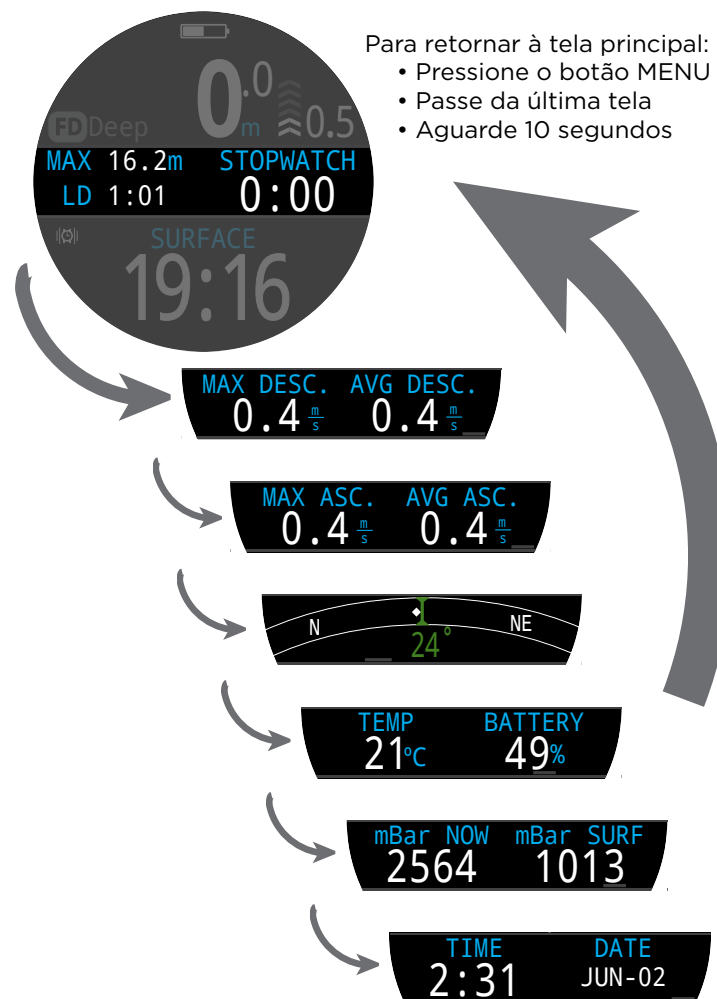 Para retornar à tela principal:
• Pressione o botão MENU
• Passe da última tela
• Aguarde 10 segundos
0.0
m
0.5
FD Deep
MAX 16.2m STOPWATCH
LD 1:01 0:00
SURFACE
19:16
MAX DESC. AVG DESC.
0.4 m/s 0.4 m/s
MAX ASC. AVG ASC.
0.4 m/s 0.4 m/s
N NE
24°
TEMP BATTERY
21°C 49%
mBar NOW mBar SURF
2564 1013
TIME DATE
2:31 JUN-02